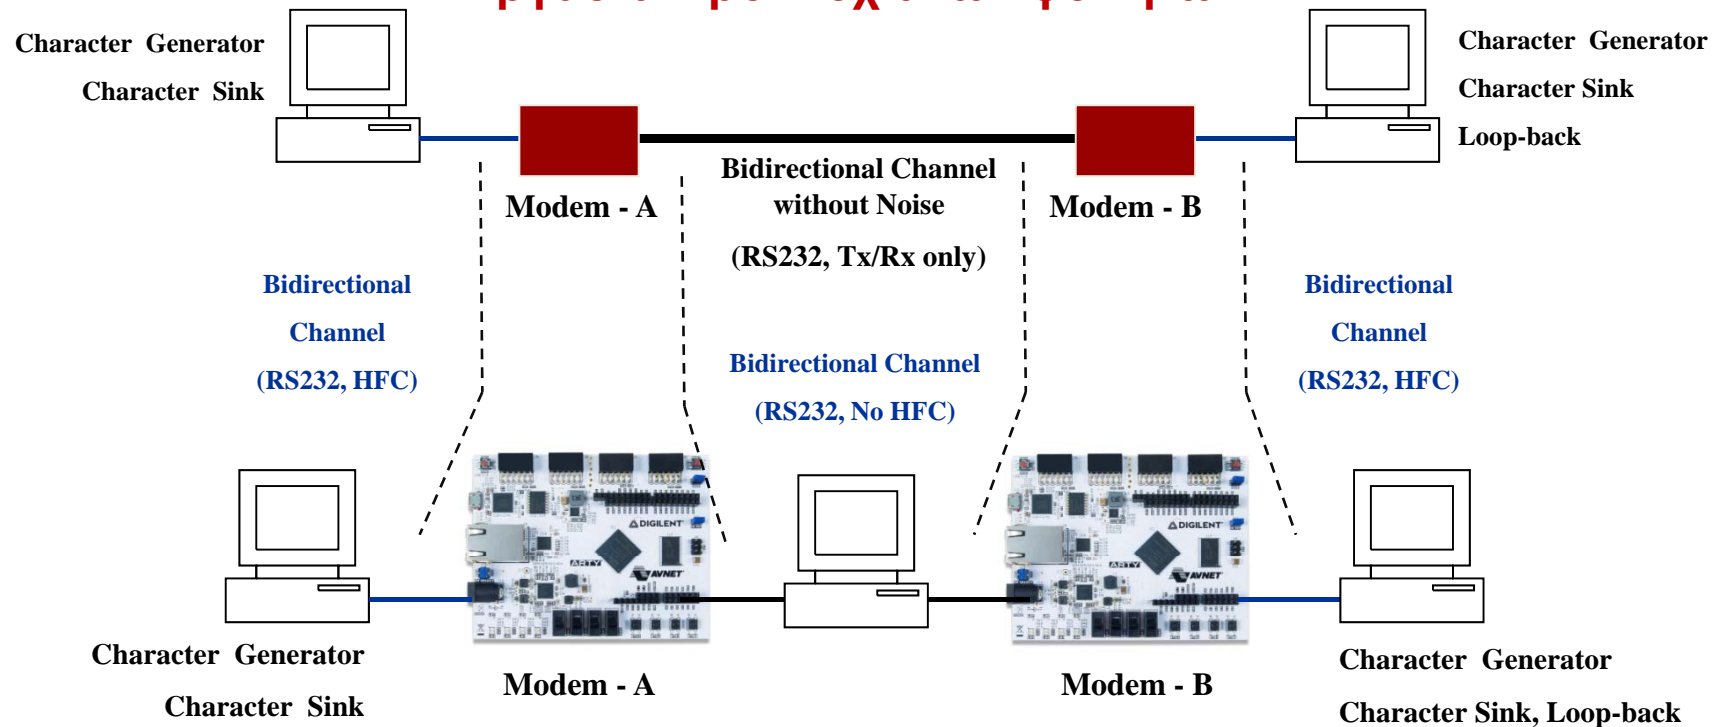 Character Generator
Character Sink
Character Generator
Character Sink
Loop-back
Modem - A
Bidirectional Channel
without Noise
(RS232, Tx/Rx only)
Modem - B
Bidirectional
Channel
(RS232, HFC)
Bidirectional Channel
(RS232, No HFC)
Bidirectional
Channel
(RS232, HFC)
DIGILENT
ARTY
AVNET
DIGILENT
ARTY
AVNET
Character Generator
Character Sink
Modem - A
Modem - B
Character Generator
Character Sink, Loop-back